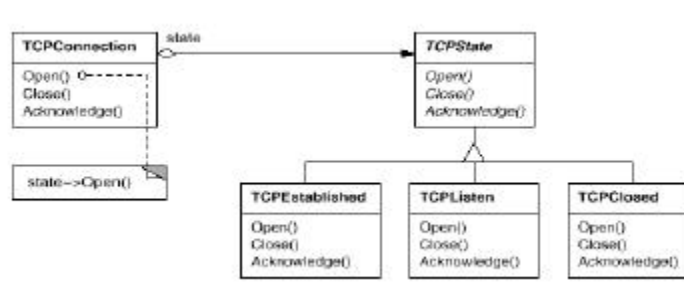 state
TCPConnection
Open()
Close()
Acknowledge()
TCPState
Open()
Close()
Acknowledge()
state->Open()
TCPEstablished
Open()
Close()
Acknowledge()
TCPListen
Open()
Close()
Acknowledge()
TCPClosed
Open()
Close()
Acknowledge()